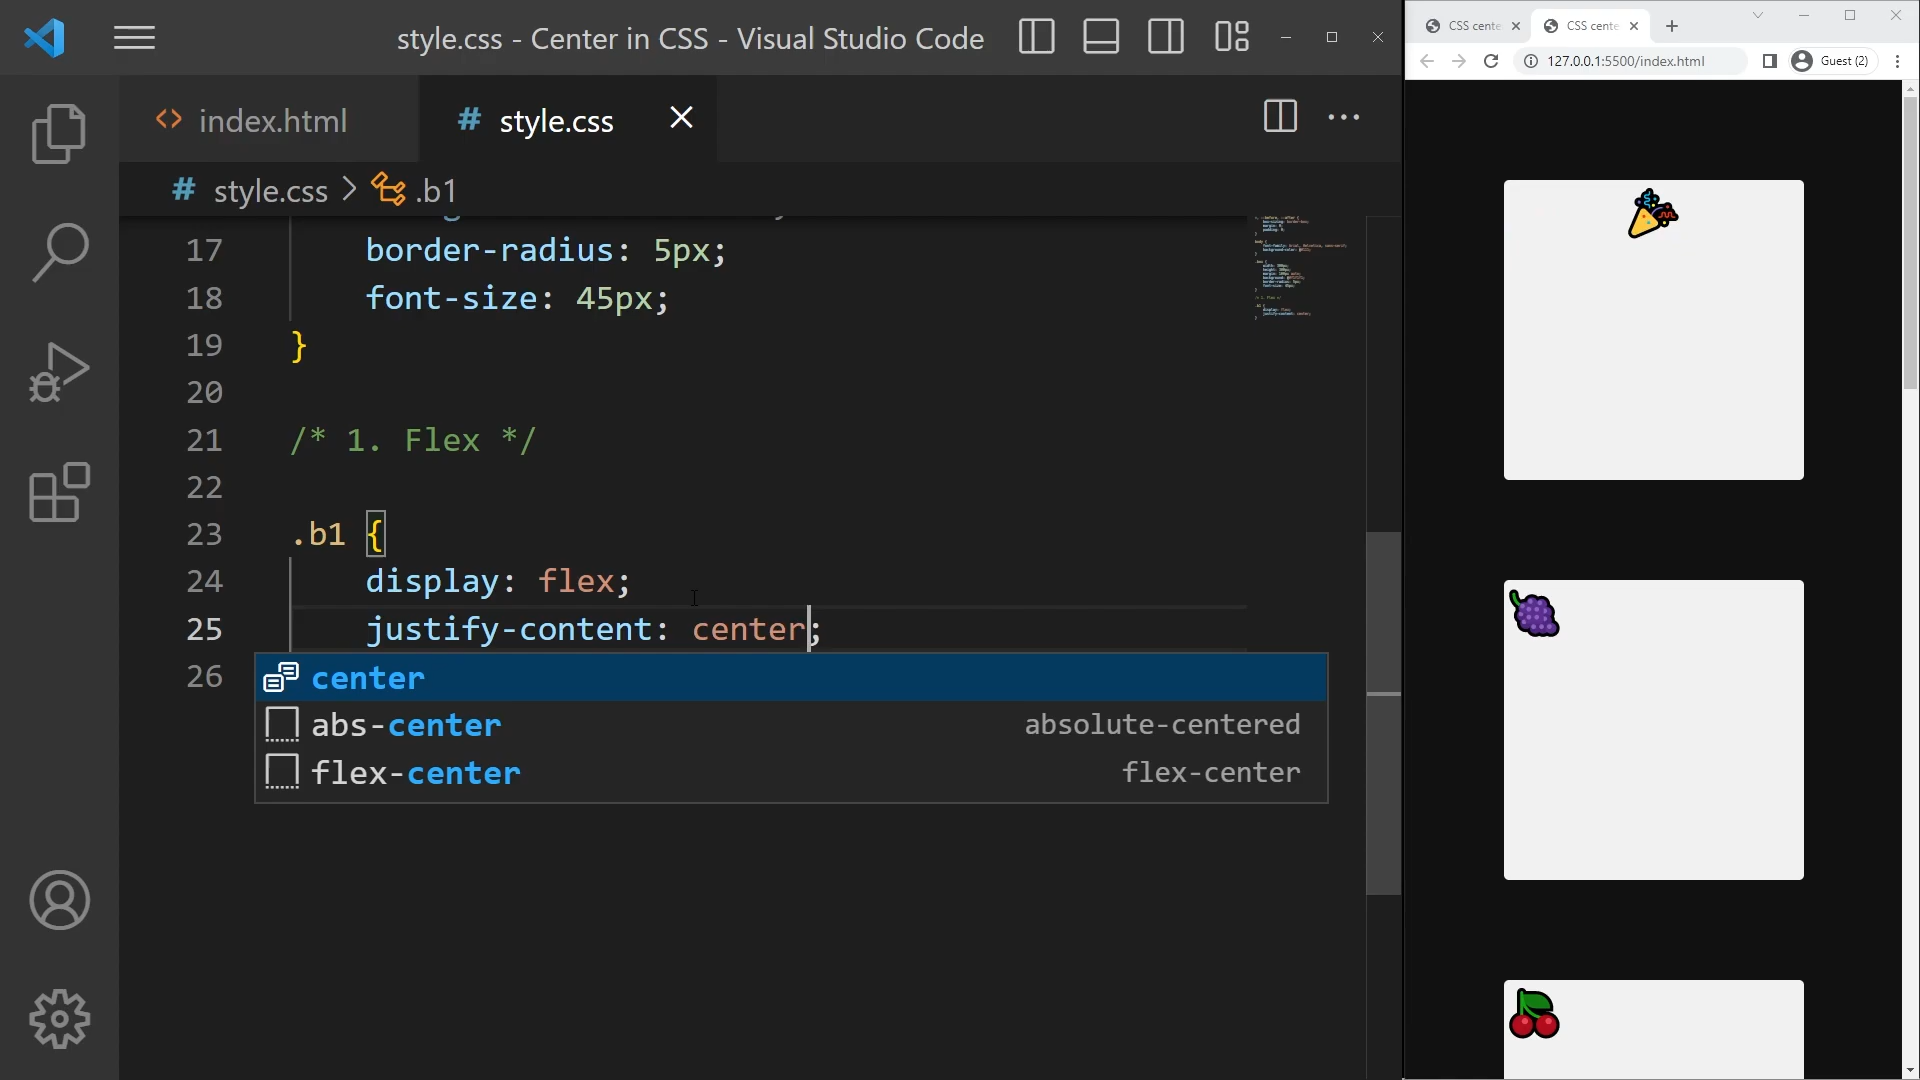 style.css - Center in CSS - Visual Studio Code
index.html
# style.css
# style.css > .b1
17 border-radius: 5px;
18 font-size: 45px;
19 }
20
21 /* 1. Flex */
22
23 .b1 {
24 display: flex;
25 justify-content: center;
26
center
abs-center absolute-centered
flex-center flex-center
CSS cente
CSS cente
127.0.0.1:5500/index.html
Guest (2)